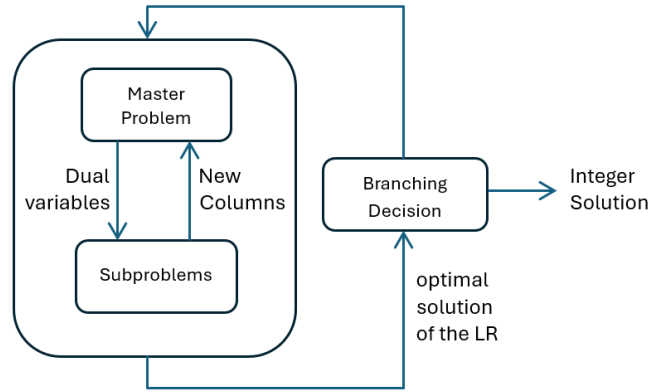 Master
Problem
Dual
variables
New
Columns
Subproblems
Branching
Decision
Integer
Solution
optimal
solution
of the LR